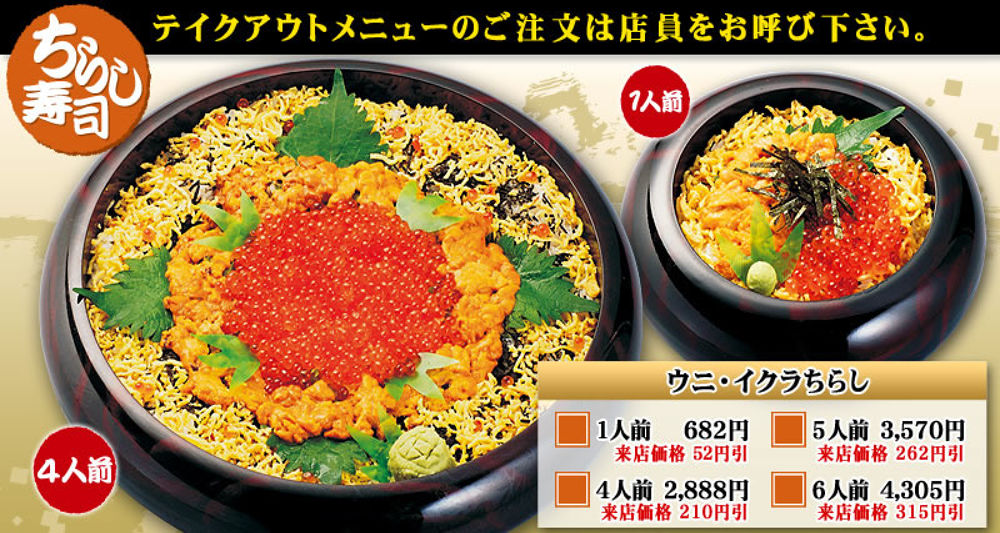 ちらし
寿司
テイクアウトメニューのご注文は店員をお呼び下さい。
1人前
4人前
ウニ・イクラちらし
1人前 682円
来店価格 52円引
5人前 3,570円
来店価格 262円引
4人前 2,888円
来店価格 210円引
6人前 4,305円
来店価格 315円引